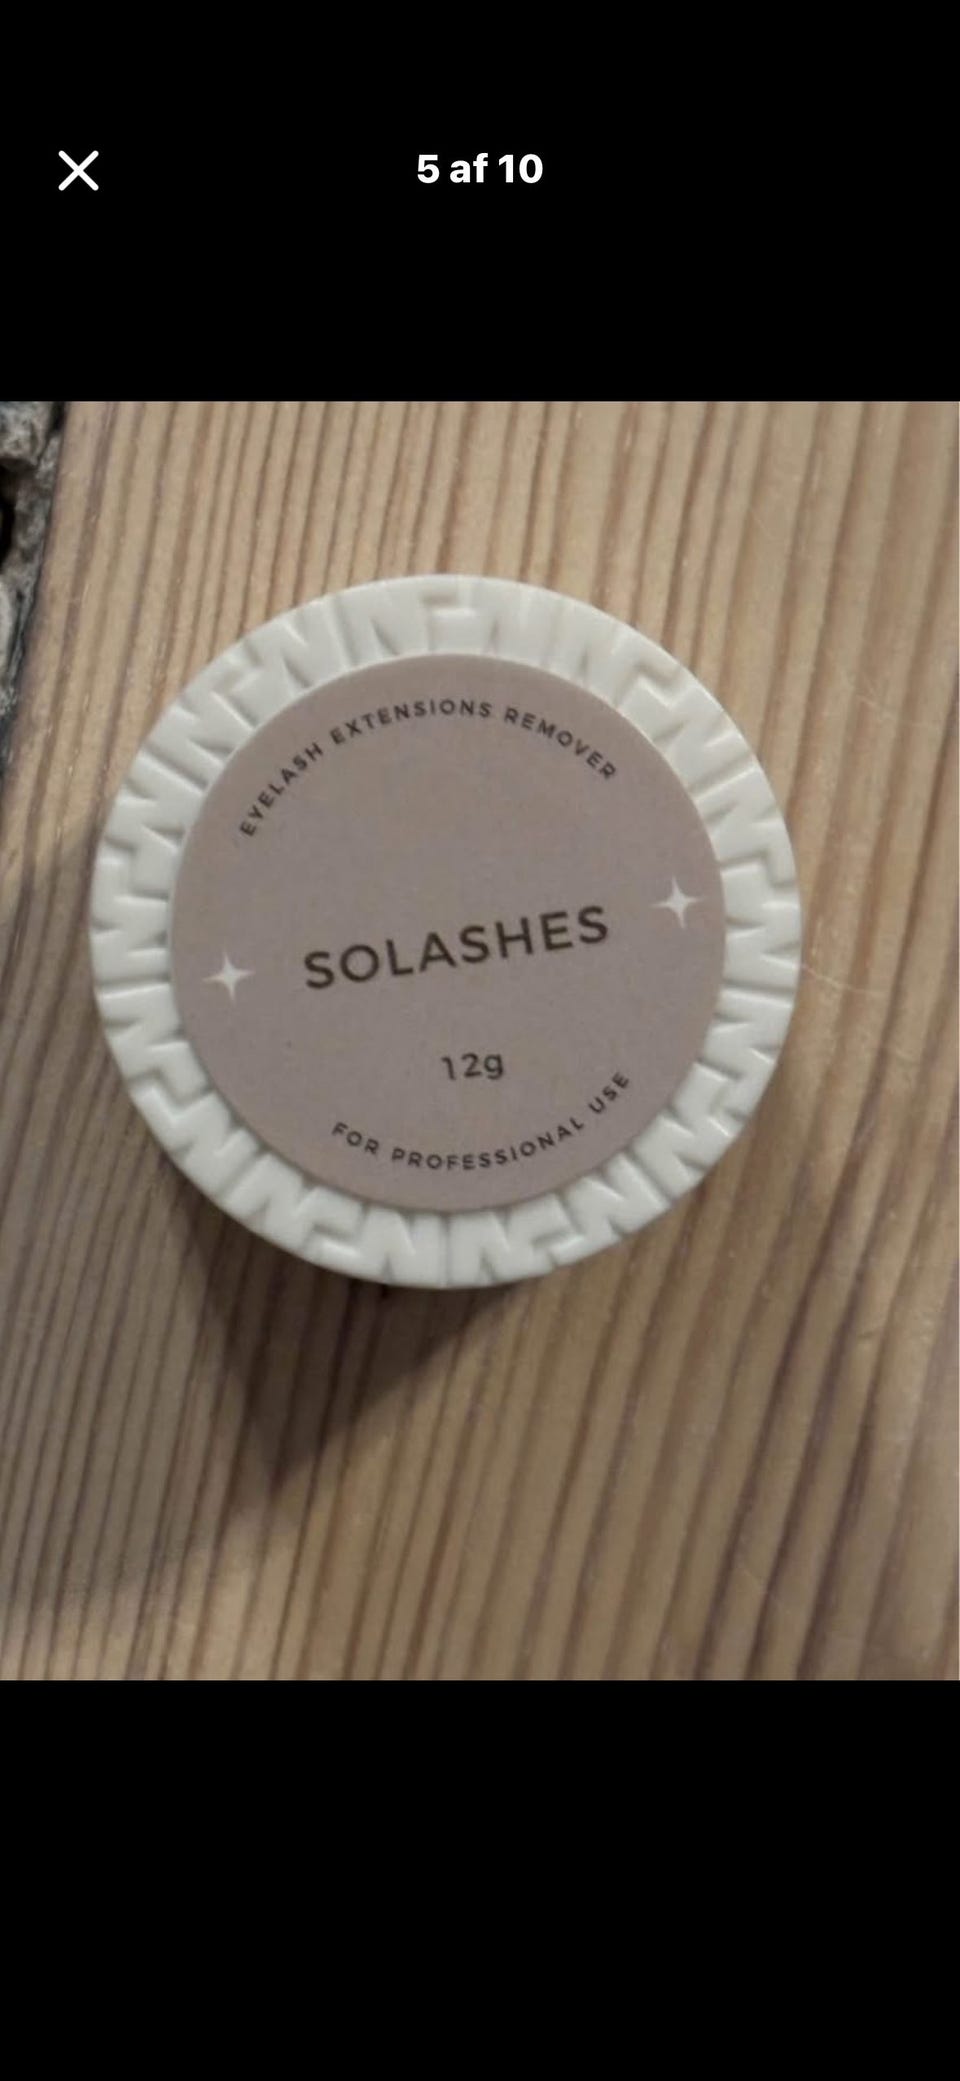 5 af 10
EYELASH EXTENSIONS REMOVER
SOLASHES
12g
FOR PROFESSIONAL USE